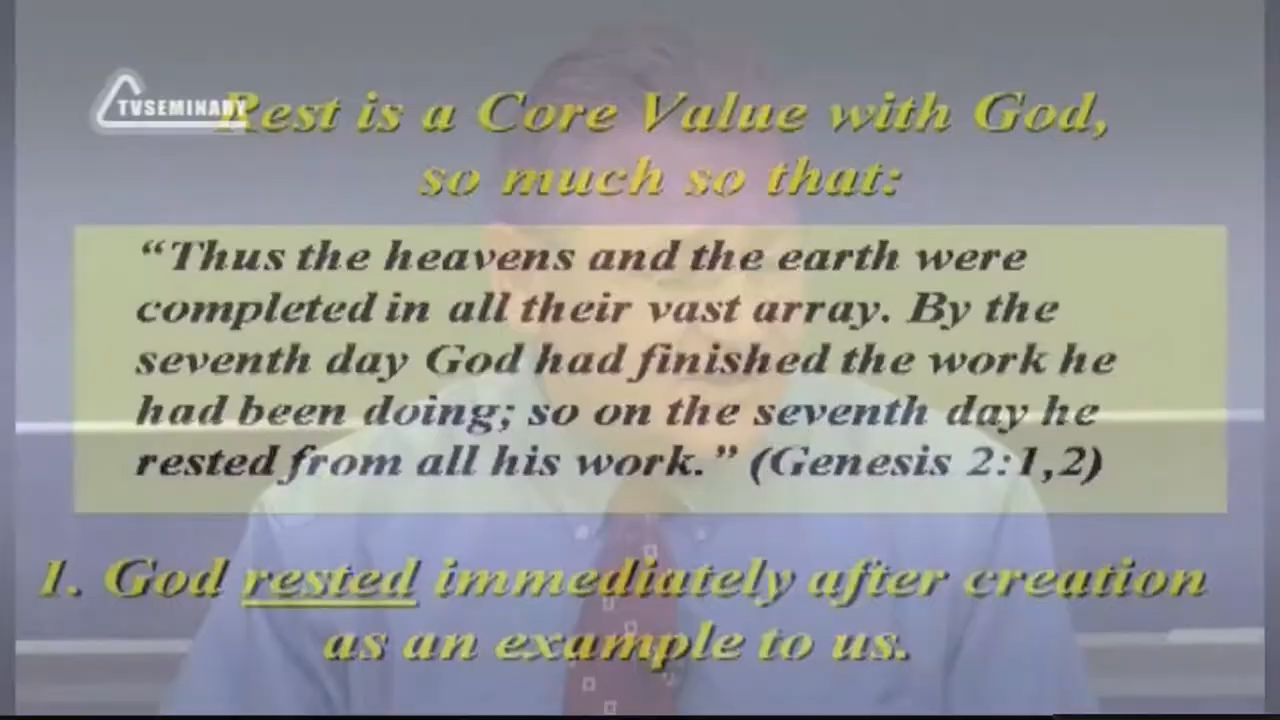 TVSEMINARY
Rest is a Core Value with God,
so much so that:
“Thus the heavens and the earth were
completed in all their vast array. By the
seventh day God had finished the work he
had been doing; so on the seventh day he
rested from all his work.” (Genesis 2:1,2)
1. God rested immediately after creation
as an example to us.